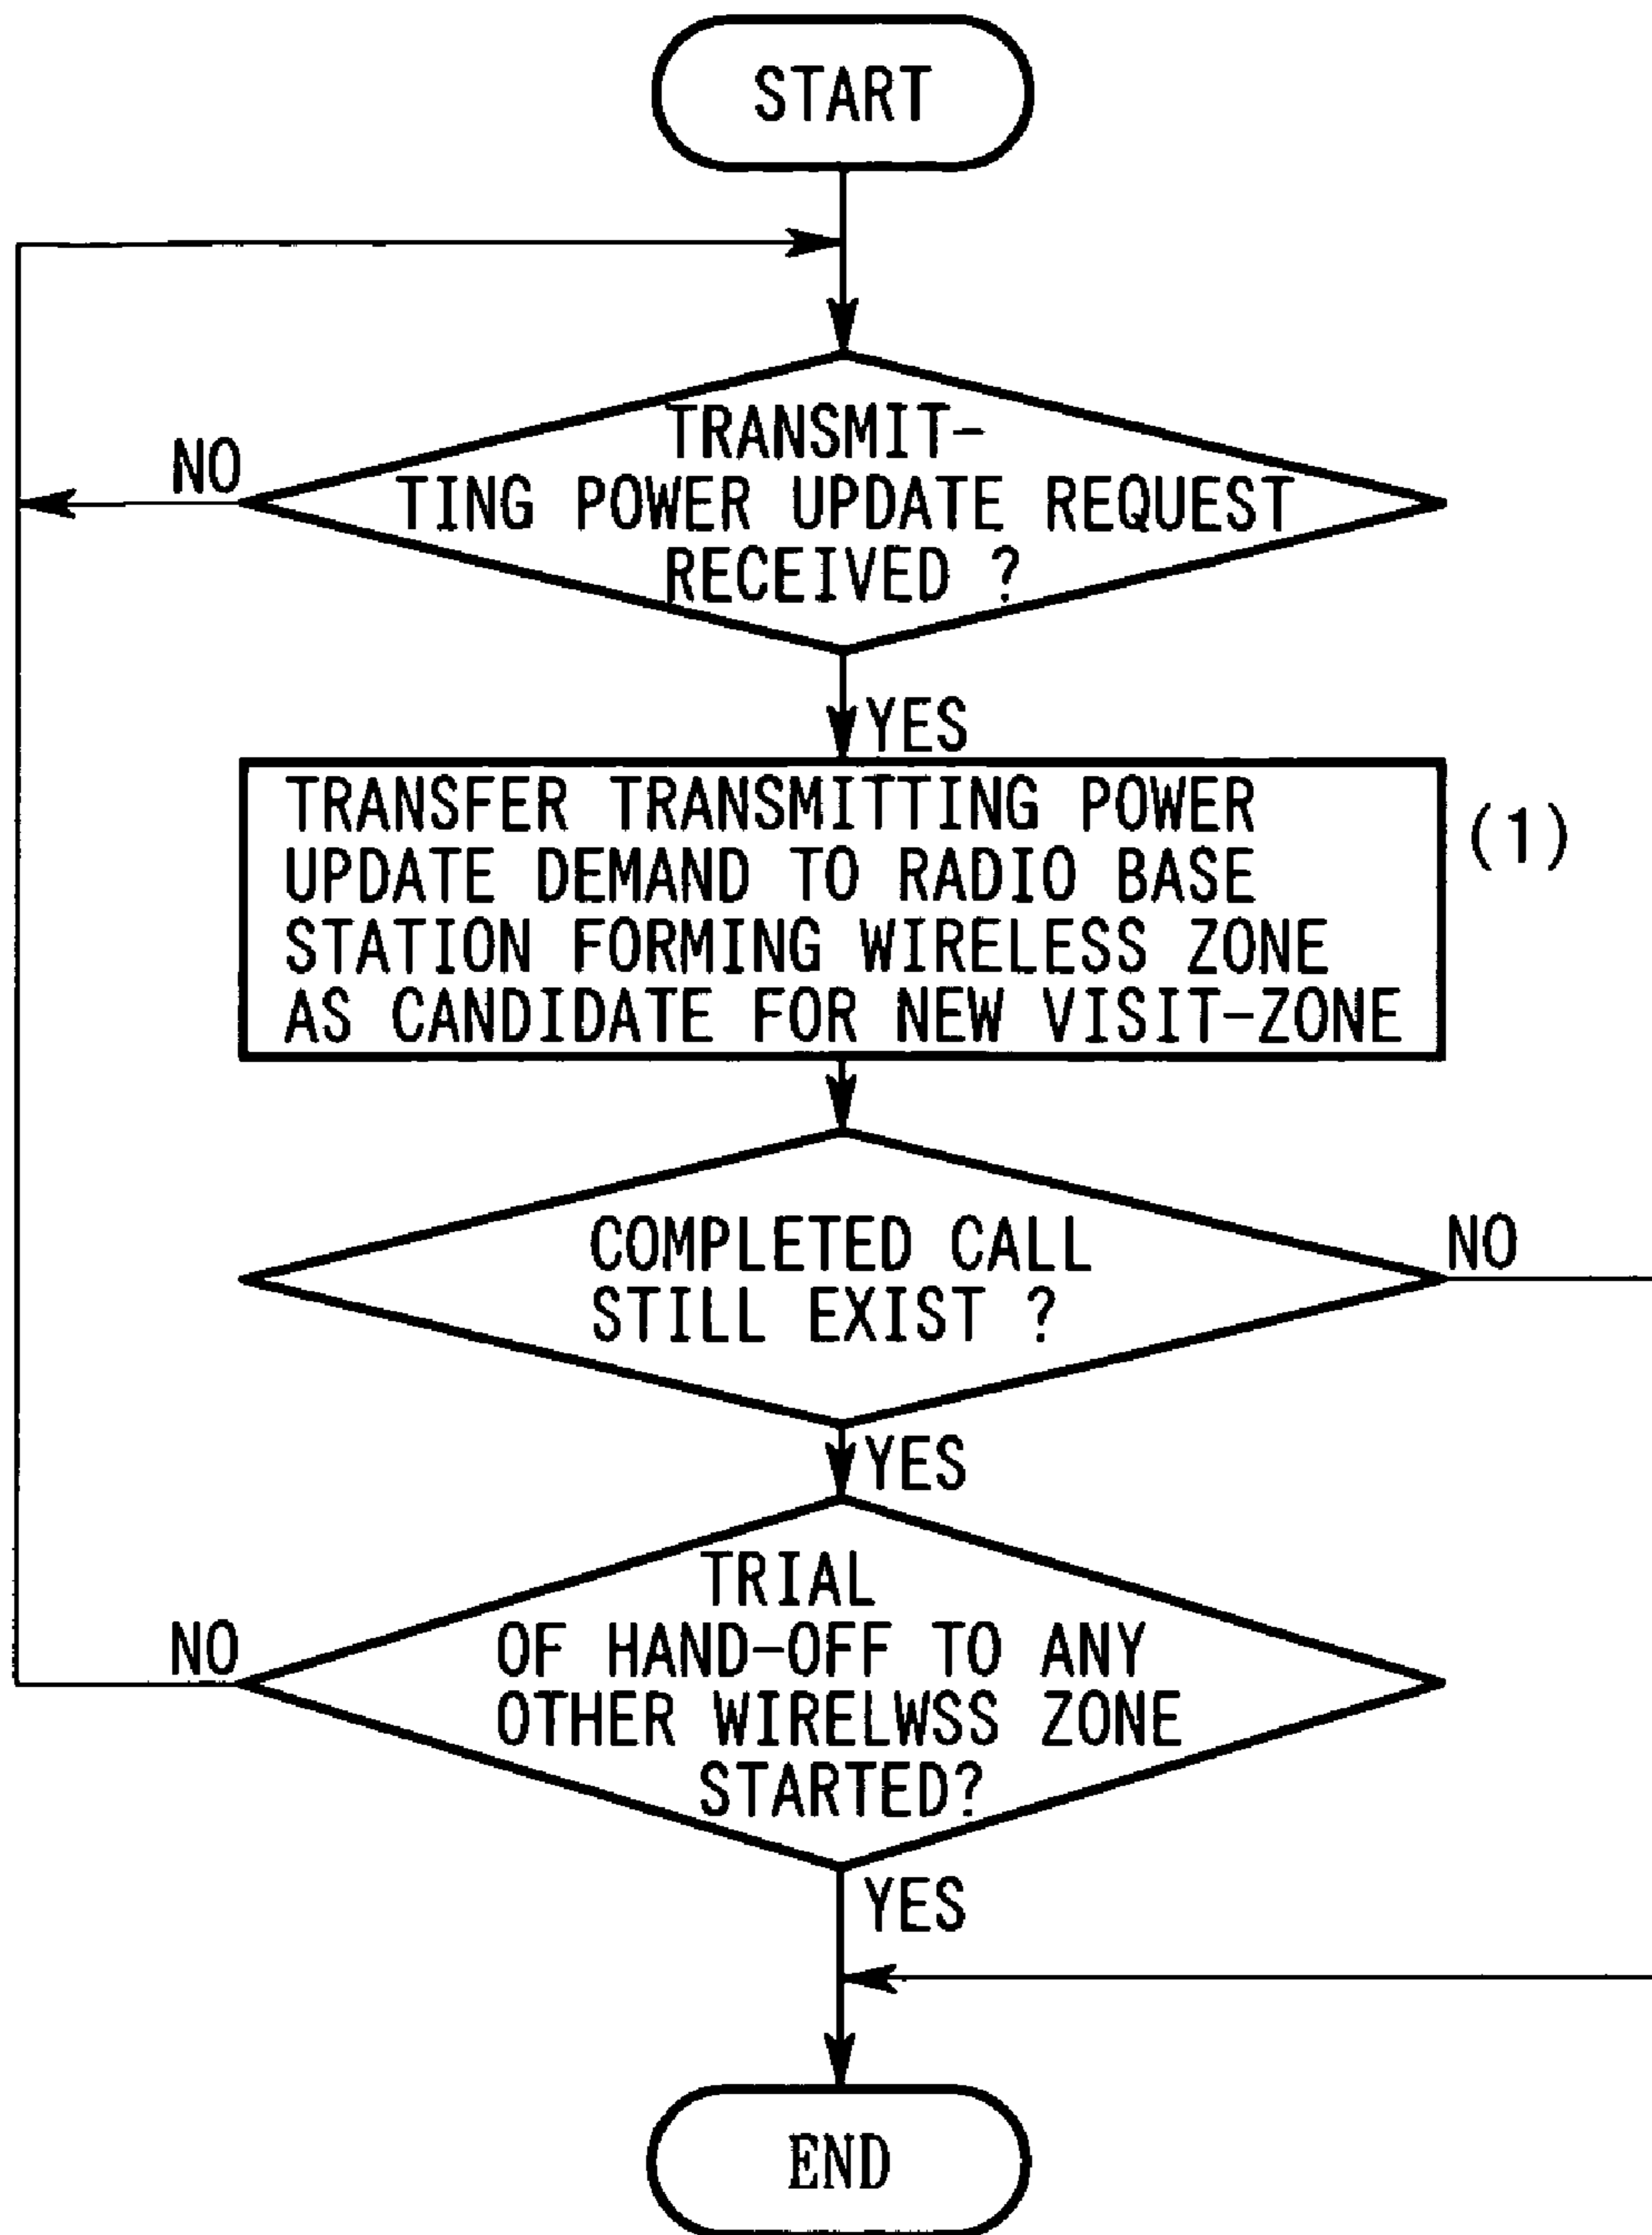 START
TRANSMIT-
NO
TING POWER UPDATE REQUEST
RECEIVED ?
YES
TRANSFER TRANSMITTING POWER
UPDATE DEMAND TO RADIO BASE
STATION FORMING WIRELESS ZONE
AS CANDIDATE FOR NEW VISIT-ZONE
(1)
COMPLETED CALL
STILL EXIST ?
NO
YES
TRIAL
NO
OF HAND-OFF TO ANY
OTHER WIRELWSS ZONE
STARTED?
YES
END